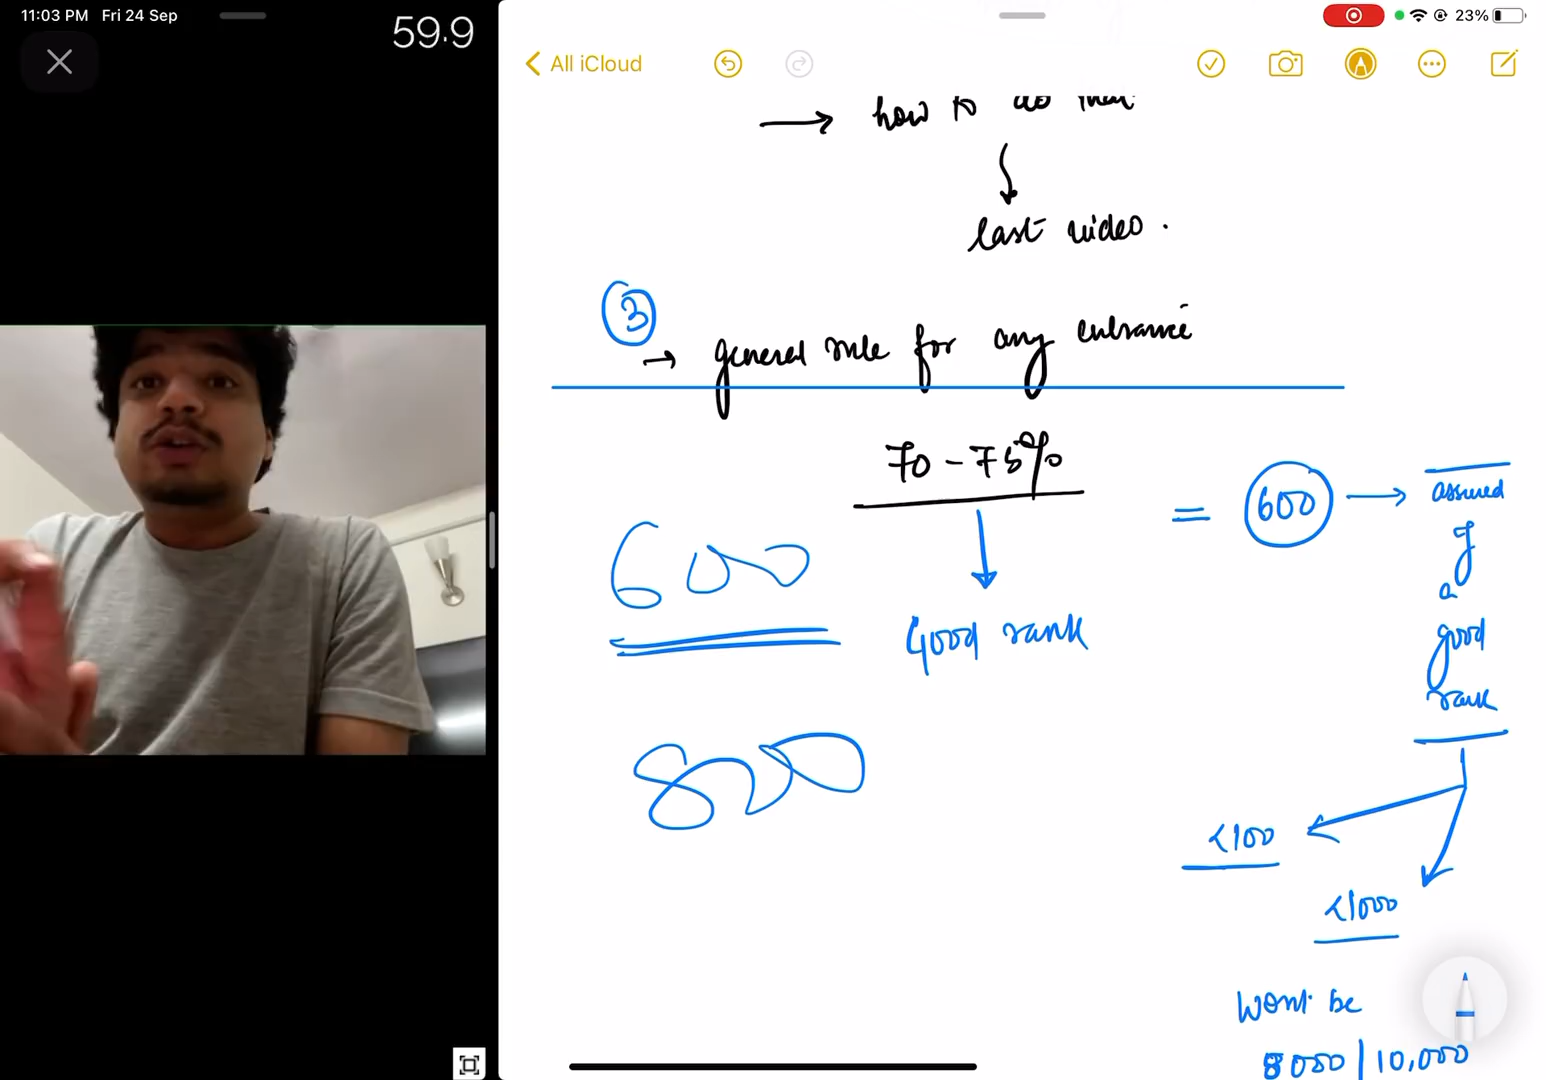 11:03 PM Fri 24 Sep
59.9
23%
All iCloud
→ how to do that
last video.
3
→ general rule for any entrance
70-75%
= 600 → assured
of
a
good
rank
600
Good rank
800
<100
<1000
Wont be
8000/10,000